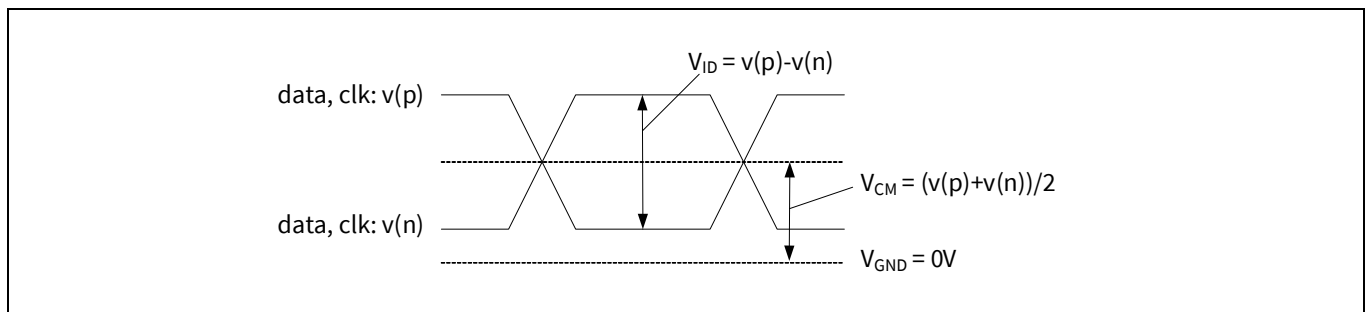 V_ID = v(p)-v(n)
data, clk: v(p)
V_CM = (v(p)+v(n))/2
data, clk: v(n)
V_GND = 0V